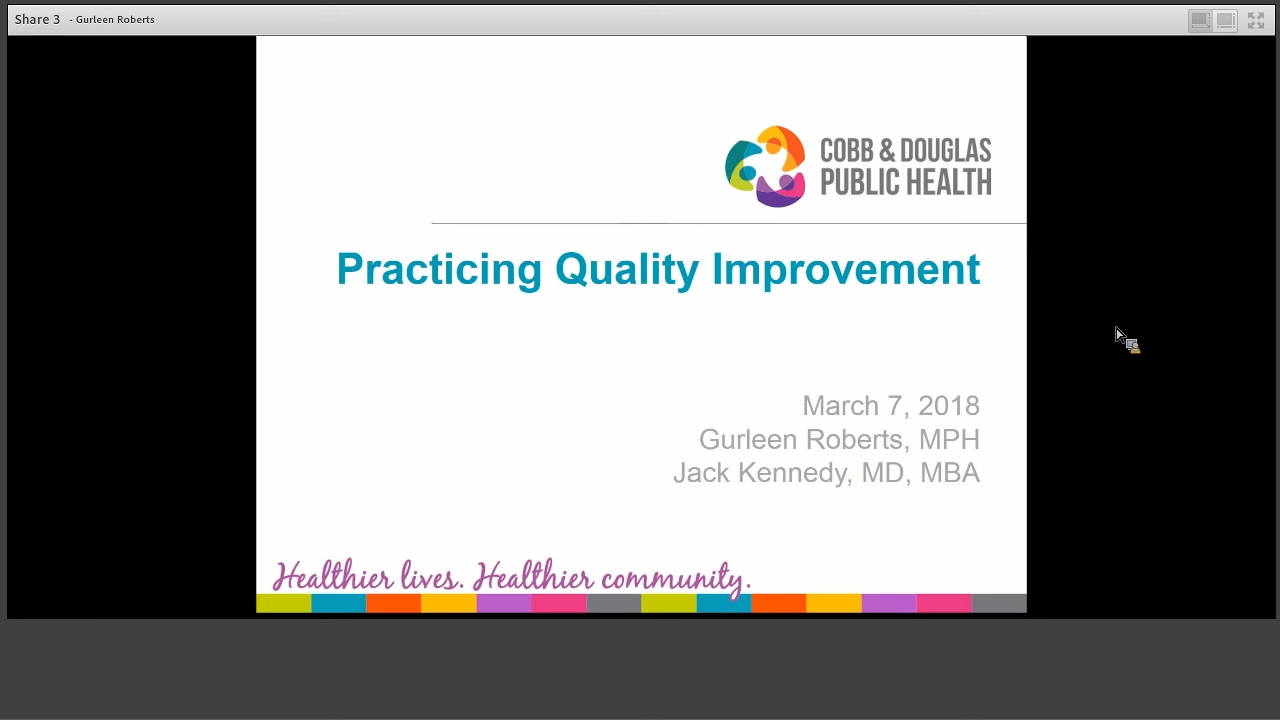 Share 3 - Gurleen Roberts
COBB & DOUGLAS
PUBLIC HEALTH
Practicing Quality Improvement
March 7, 2018
Gurleen Roberts, MPH
Jack Kennedy, MD, MBA
Healthier lives. Healthier community.